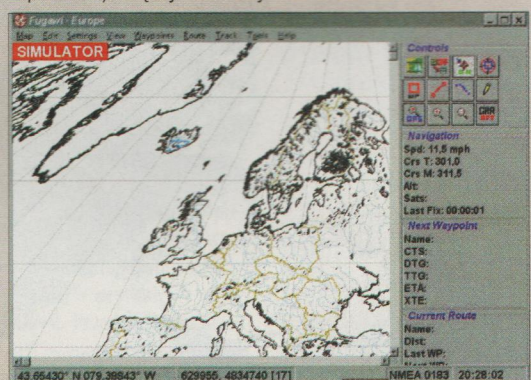 Fugawi - Europe
Map Edit Settings View Waypoints Route Track Tools Help
SIMULATOR
Controls
Navigation
Spd: 11,5 mph
Crs T: 301,0
Crs M: 311,5
Alt:
Sats:
Last Fix: 00:00:01
Next Waypoint
Name:
CTS:
DTG:
TTG:
ETA:
XTE:
Current Route
Name:
Dist:
Last WP:
43.65430° N 079.39843° W 629955, 4834740 [17] NMEA 0183 20:28:02